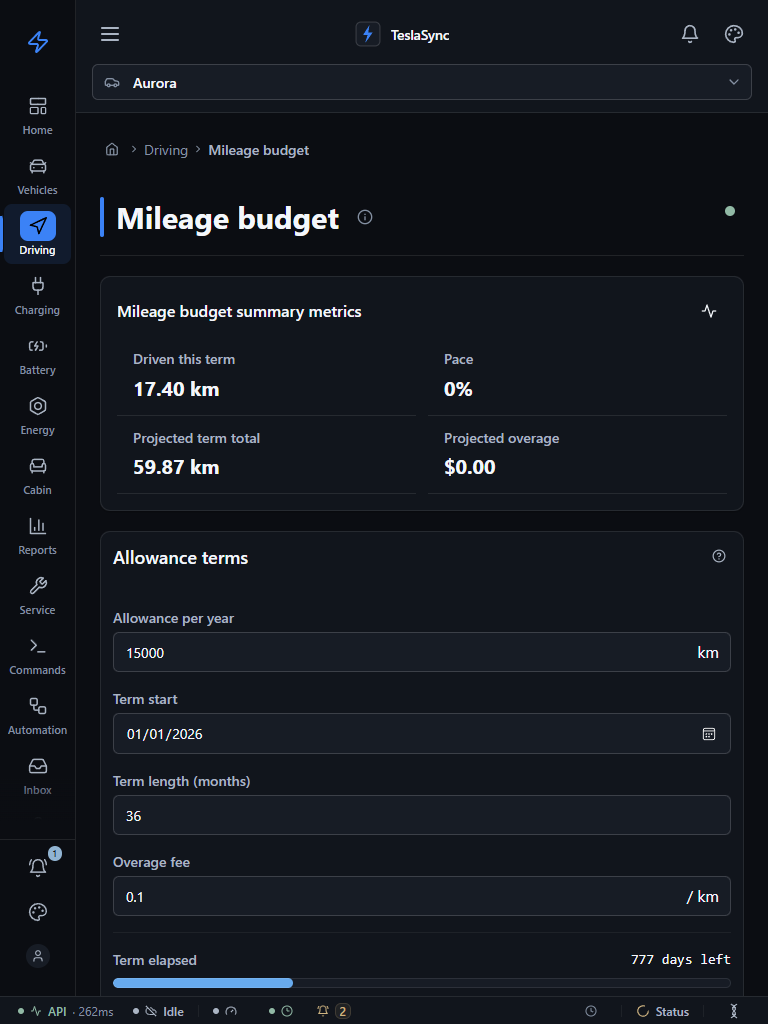 TeslaSync
Aurora
Home
Vehicles
Driving
Charging
Battery
Energy
Cabin
Reports
Service
Commands
Automation
Inbox
1
Driving
Mileage budget
Mileage budget
Mileage budget summary metrics
Driven this term
17.40 km
Pace
0%
Projected term total
59.87 km
Projected overage
$0.00
Allowance terms
Allowance per year
15000 km
Term start
01/01/2026
Term length (months)
36
Overage fee
0.1 / km
Term elapsed 777 days left
API · 262ms Idle 2 Status